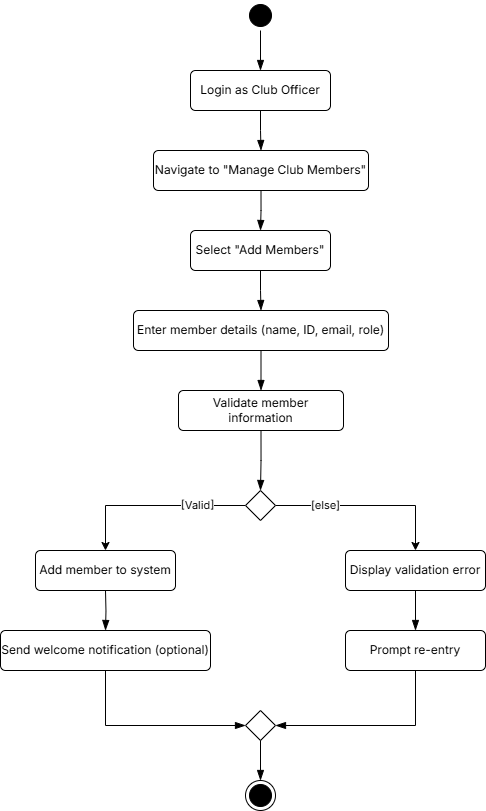 Login as Club Officer
Navigate to "Manage Club Members"
Select "Add Members"
Enter member details (name, ID, email, role)
Validate member
information
[Valid]
[else]
Add member to system
Display validation error
Send welcome notification (optional)
Prompt re-entry